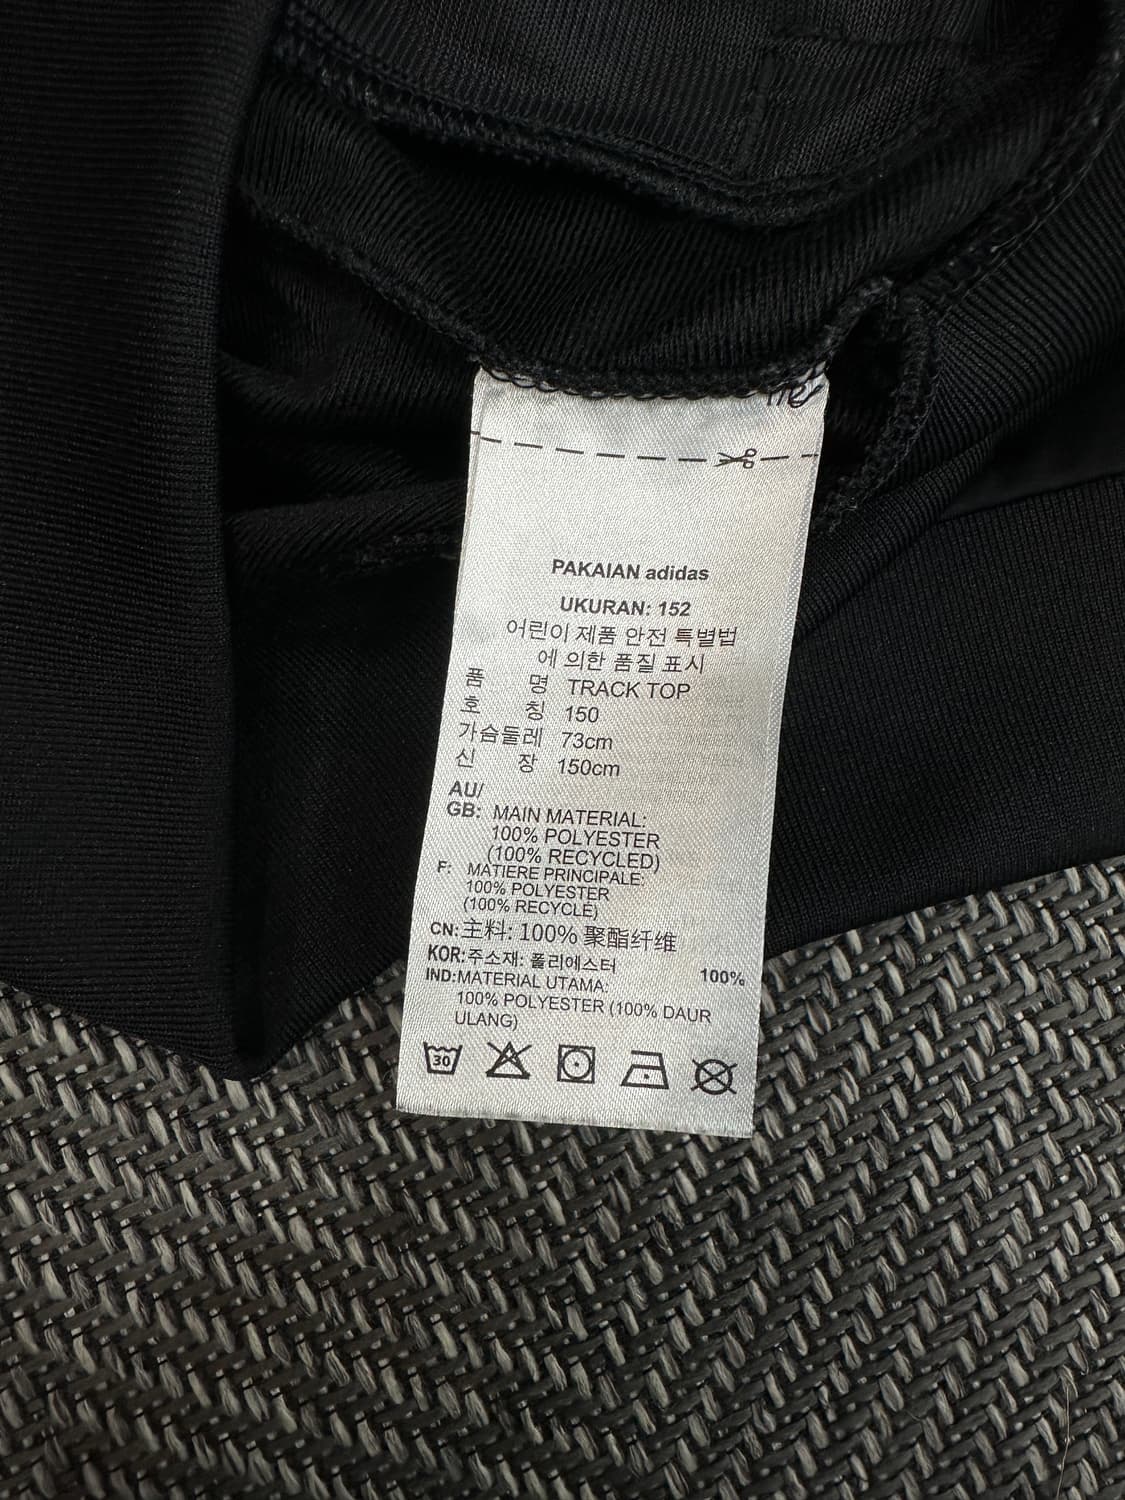 PAKAIAN adidas
UKURAN: 152
어린이 제품 안전 특별법
에 의한 품질 표시
품 명 TRACK TOP
호 칭 150
가슴둘레 73cm
신 장 150cm
AU/
GB: MAIN MATERIAL:
100% POLYESTER
(100% RECYCLED)
F: MATIERE PRINCIPALE:
100% POLYESTER
(100% RECYCLÉ)
CN: 主料: 100% 聚酯纤维
KOR: 주소재: 폴리에스터 100%
IND: MATERIAL UTAMA:
100% POLYESTER (100% DAUR
ULANG)
30